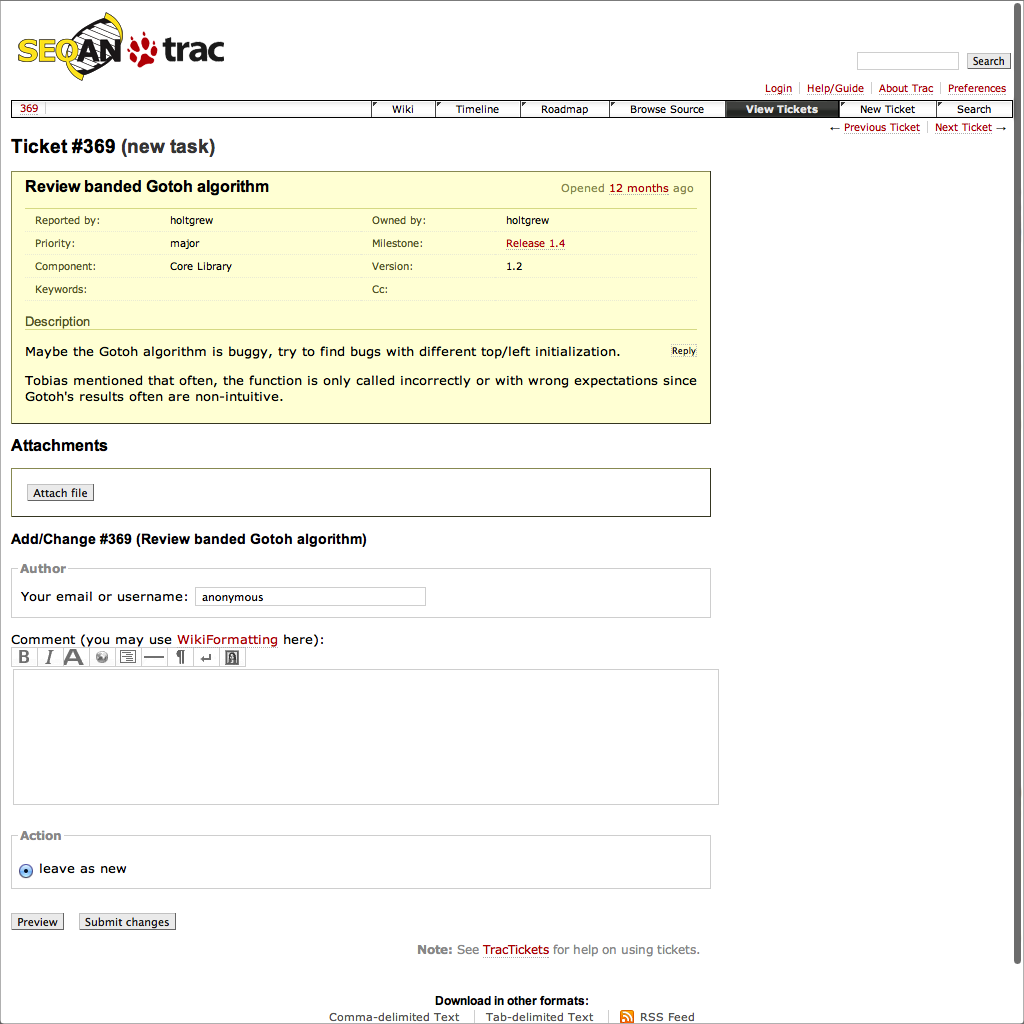 SEQAN trac
Search
Login Help/Guide About Trac Preferences
369 Wiki Timeline Roadmap Browse Source View Tickets New Ticket Search
← Previous Ticket Next Ticket →
Ticket #369 (new task)
Review banded Gotoh algorithm Opened 12 months ago
Reported by: holtgrew Owned by: holtgrew
Priority: major Milestone: Release 1.4
Component: Core Library Version: 1.2
Keywords: Cc:
Description
Maybe the Gotoh algorithm is buggy, try to find bugs with different top/left initialization. Reply
Tobias mentioned that often, the function is only called incorrectly or with wrong expectations since
Gotoh's results often are non-intuitive.
Attachments
Attach file
Add/Change #369 (Review banded Gotoh algorithm)
Author
Your email or username: anonymous
Comment (you may use WikiFormatting here):
B I A ¶ ↵
Action
leave as new
Preview Submit changes
Note: See TracTickets for help on using tickets.
Download in other formats:
Comma-delimited Text Tab-delimited Text RSS Feed